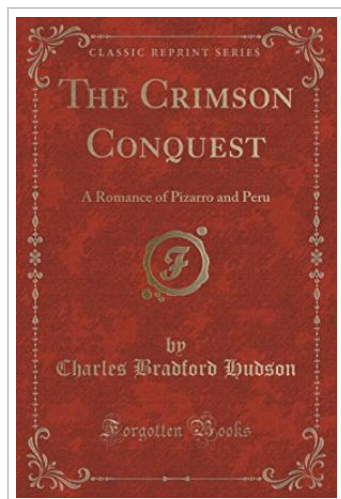 CLASSIC REPRINT SERIES
THE CRIMSON
CONQUEST
A Romance of Pizarro and Peru
F
by
Charles Bradford Hudson
Forgotten Books